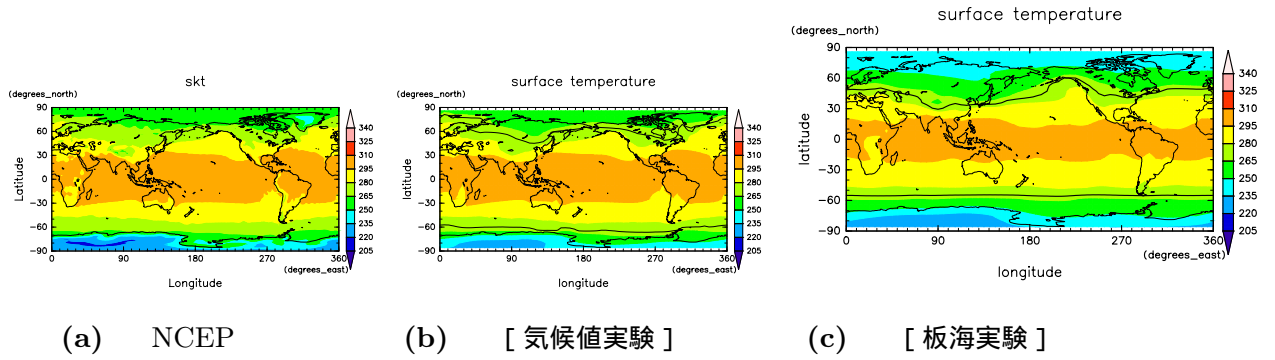 skt
(degrees_north)
90
60
30
0
−30
−60
−90
Latitude
0 90 180 270 360
(degrees_east)
Longitude
340
325
310
295
280
265
250
235
220
205
(a) NCEP
surface temperature
(degrees_north)
90
60
30
0
−30
−60
−90
latitude
0 90 180 270 360
(degrees_east)
longitude
340
325
310
295
280
265
250
235
220
205
(b) [ 気候値実験 ]
surface temperature
(degrees_north)
90
60
30
0
−30
−60
−90
latitude
0 90 180 270 360
(degrees_east)
longitude
340
325
310
295
280
265
250
235
220
205
(c) [ 板海実験 ]